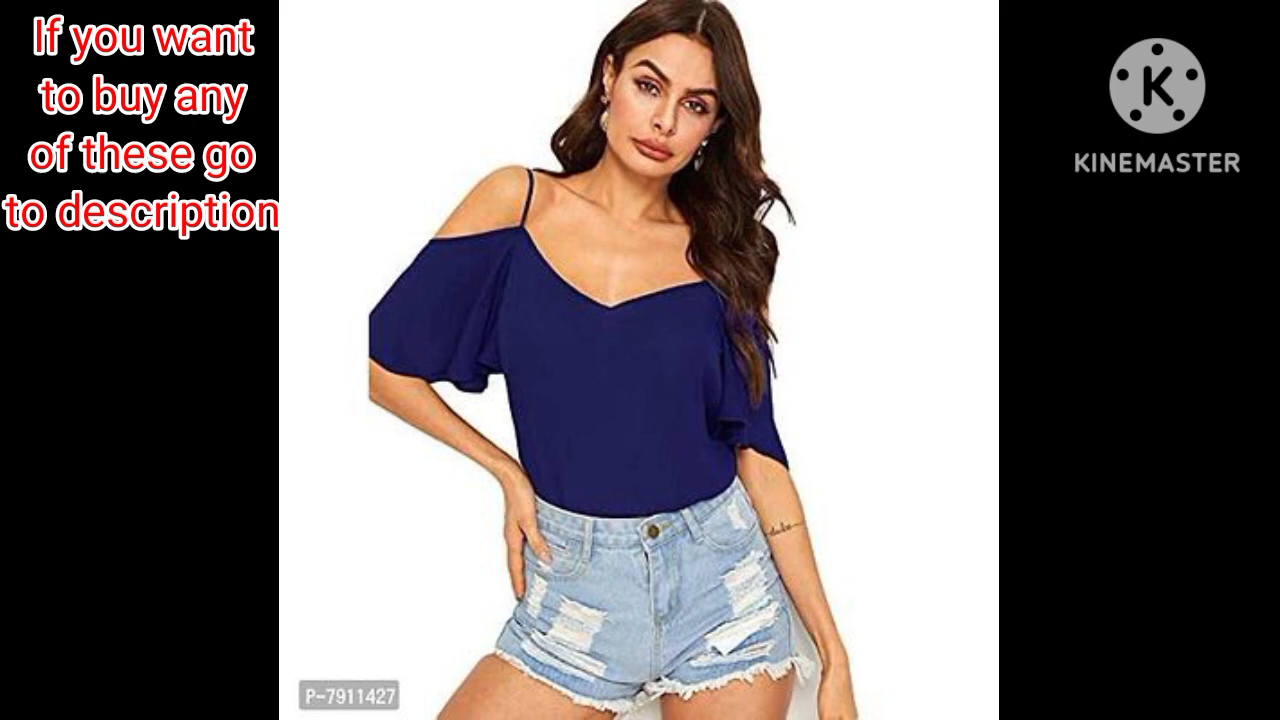 If you want
to buy any
of these go
to description
K
KINEMASTER
P-7911427